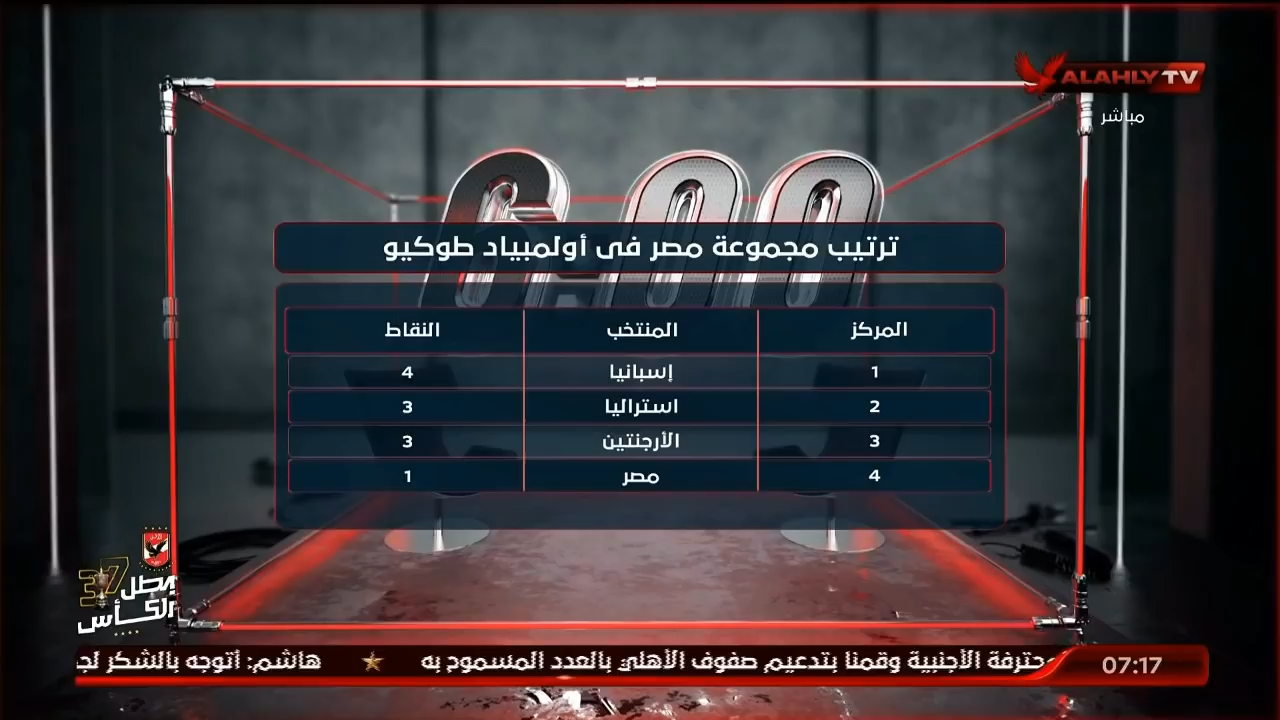 ALAHLY TV
مباشر
6:00
ترتيب مجموعة مصر فى أولمبياد طوكيو
المركز المنتخب النقاط
1 إسبانيا 4
2 استراليا 3
3 الأرجنتين 3
4 مصر 1
37
بطل
الكأس
07:17 حترفة الأجنبية وقمنا بتدعيم صفوف الأهلي بالعدد المسموح به ★ هاشم: أتوجه بالشكر